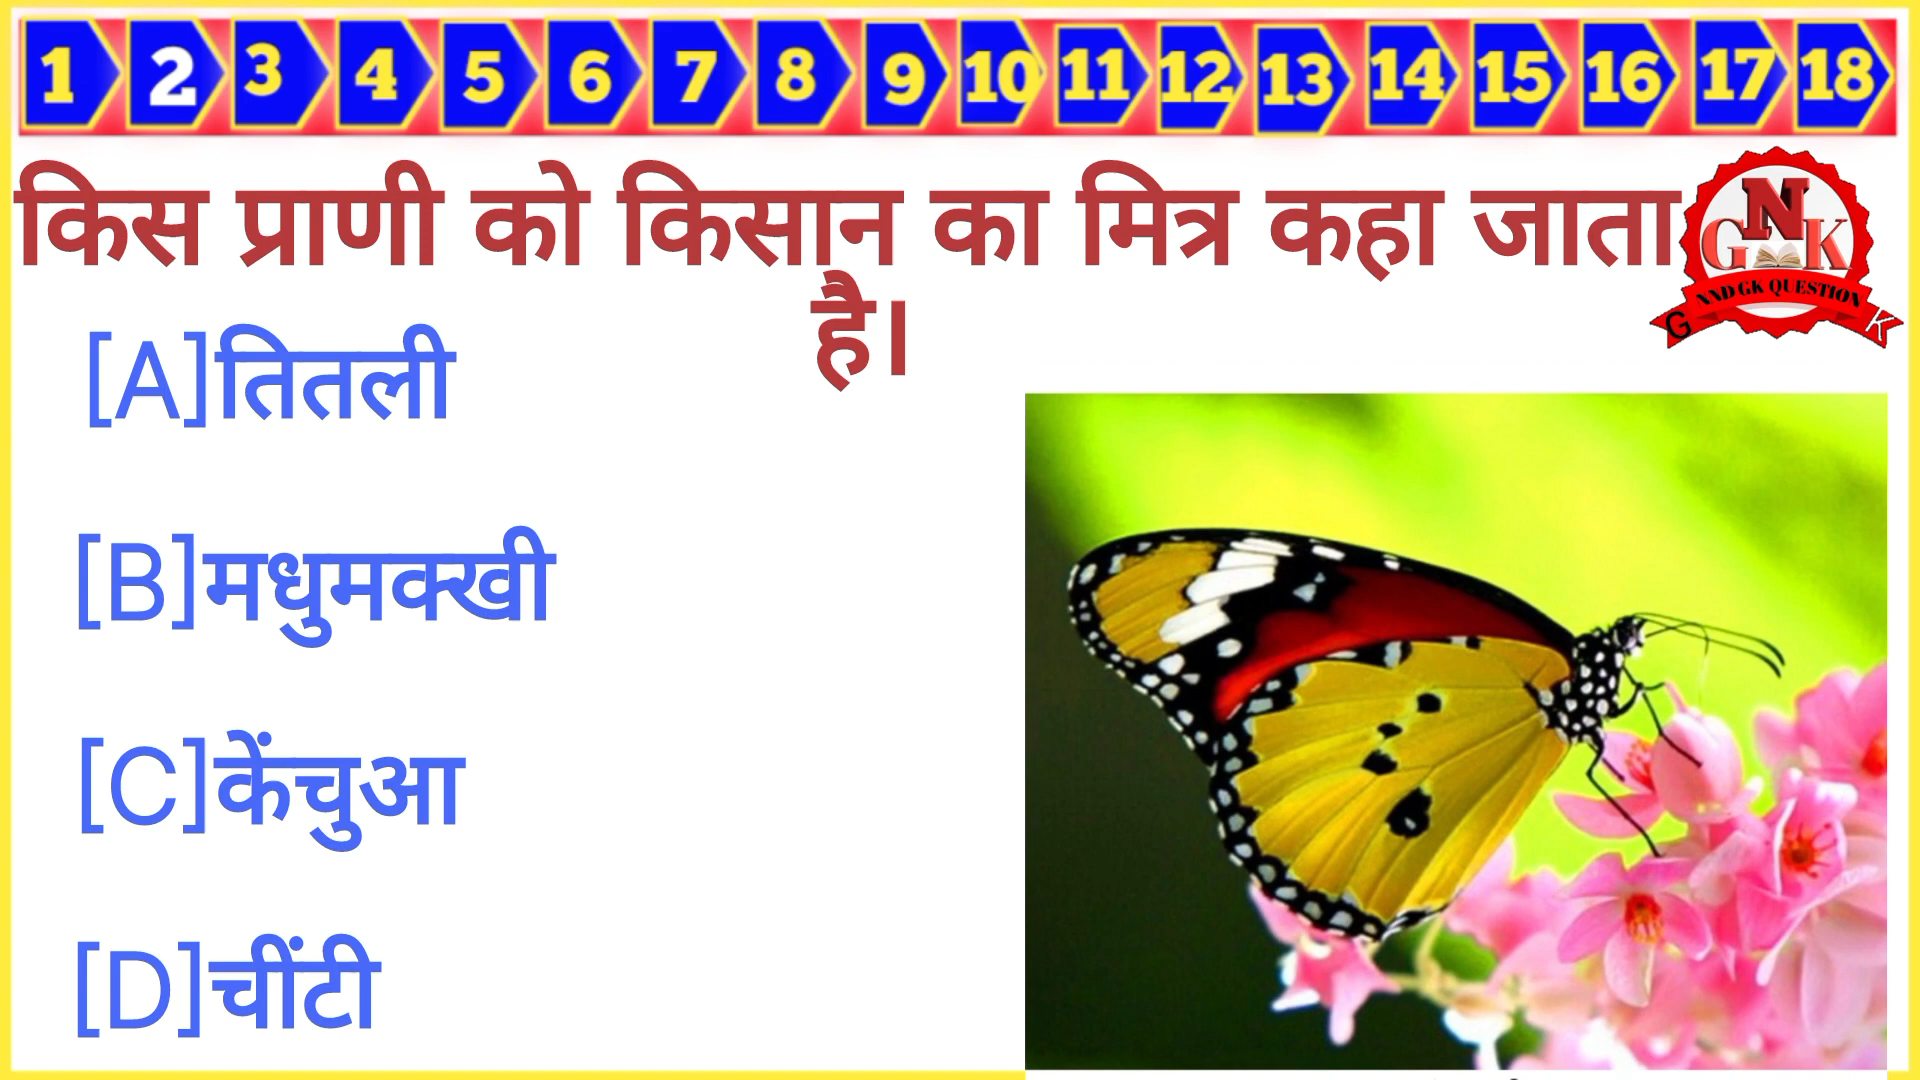 1 2 3 4 5 6 7 8 9 10 11 12 13 14 15 16 17 18
किस प्राणी को किसान का मित्र कहा जाता
है।
N
G K
NND GK QUESTION
G K
[A]तितली
[B]मधुमक्खी
[C]केंचुआ
[D]चींटी